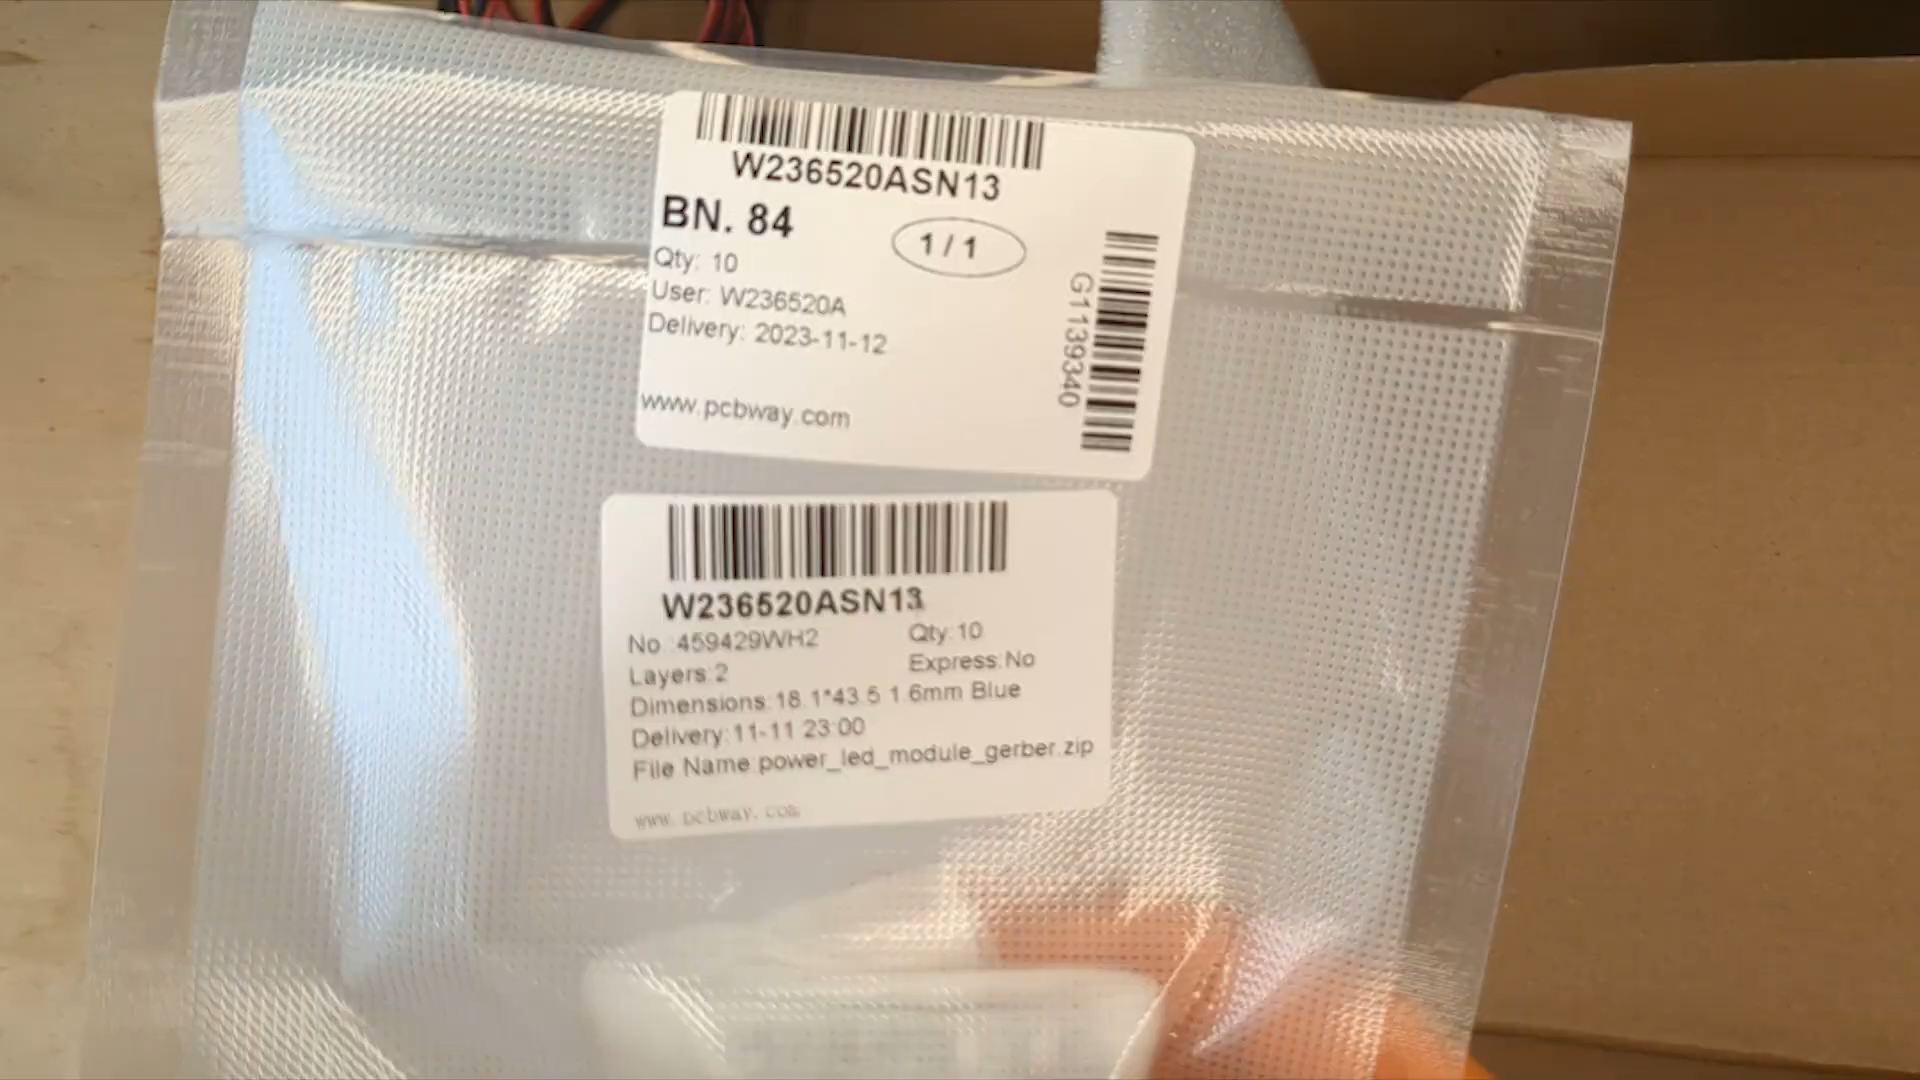 W236520ASN13
BN. 84
1 / 1
Qty: 10
User: W236520A
Delivery: 2023-11-12
www.pcbway.com
G1139340
W236520ASN13
No.:459429WH2 Qty:10
Layers:2 Express:No
Dimensions:18.1*43.5 1.6mm Blue
Delivery:11-11 23:00
File Name:power_led_module_gerber.zip
www.pcbway.com